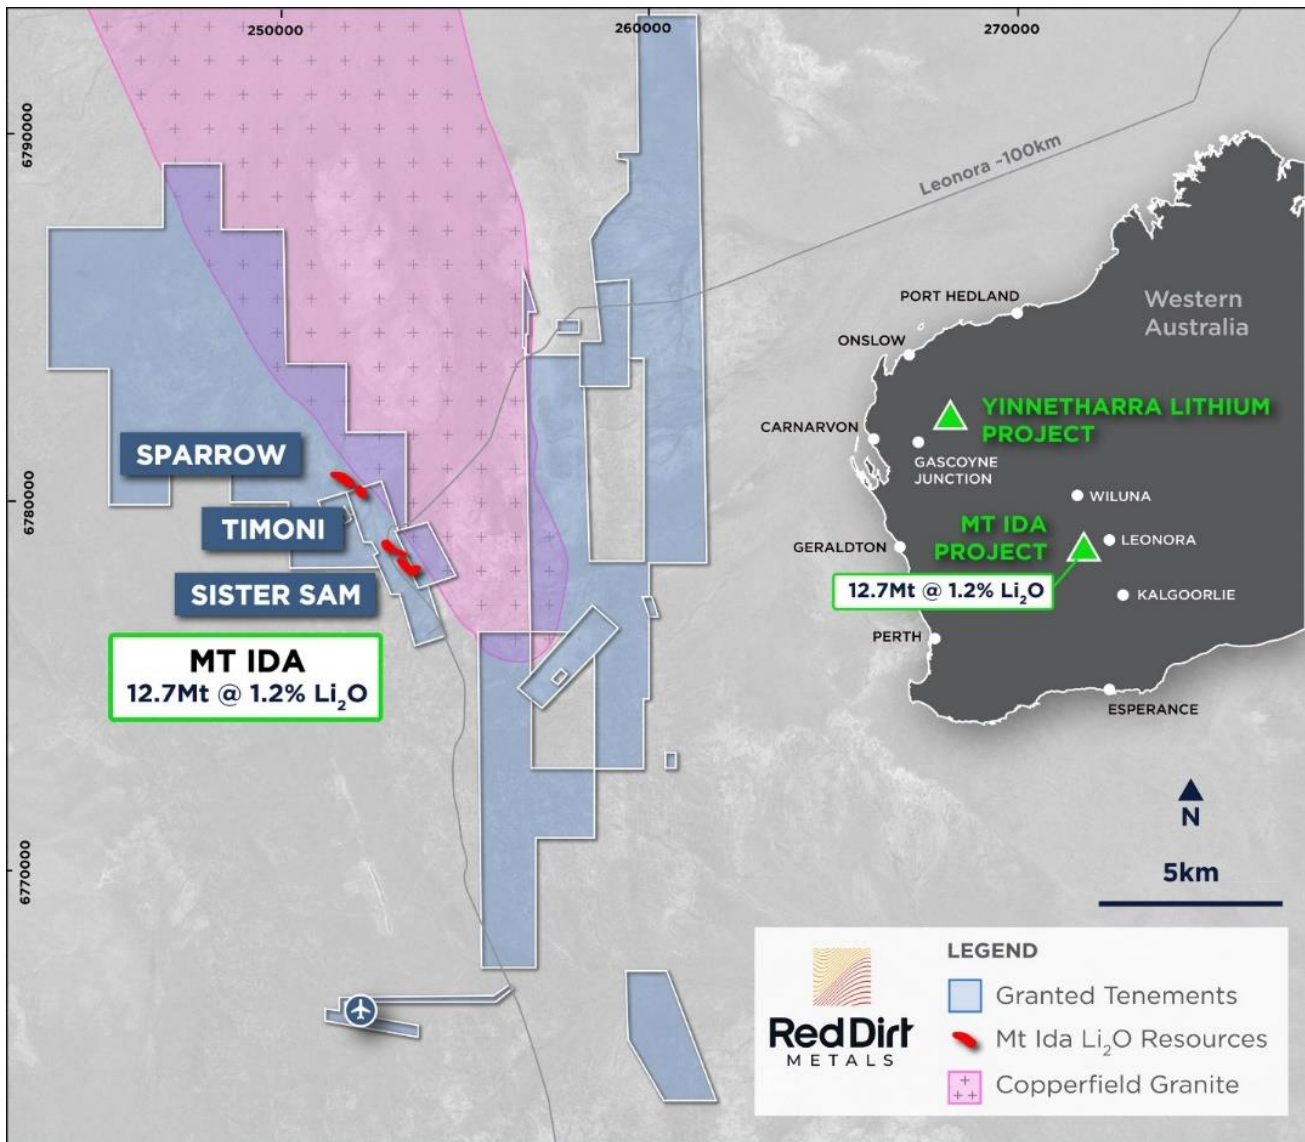 250000
260000
270000
6790000
6780000
6770000
Leonora ~100km
SPARROW
TIMONI
SISTER SAM
MT IDA
12.7Mt @ 1.2% Li₂O
Western
Australia
PORT HEDLAND
ONSLOW
YINNETHARRA LITHIUM
PROJECT
CARNARVON
GASCOYNE
JUNCTION
WILUNA
MT IDA
PROJECT
LEONORA
GERALDTON
12.7Mt @ 1.2% Li₂O
KALGOORLIE
PERTH
ESPERANCE
N
5km
RedDirt
METALS
LEGEND
Granted Tenements
Mt Ida Li₂O Resources
Copperfield Granite